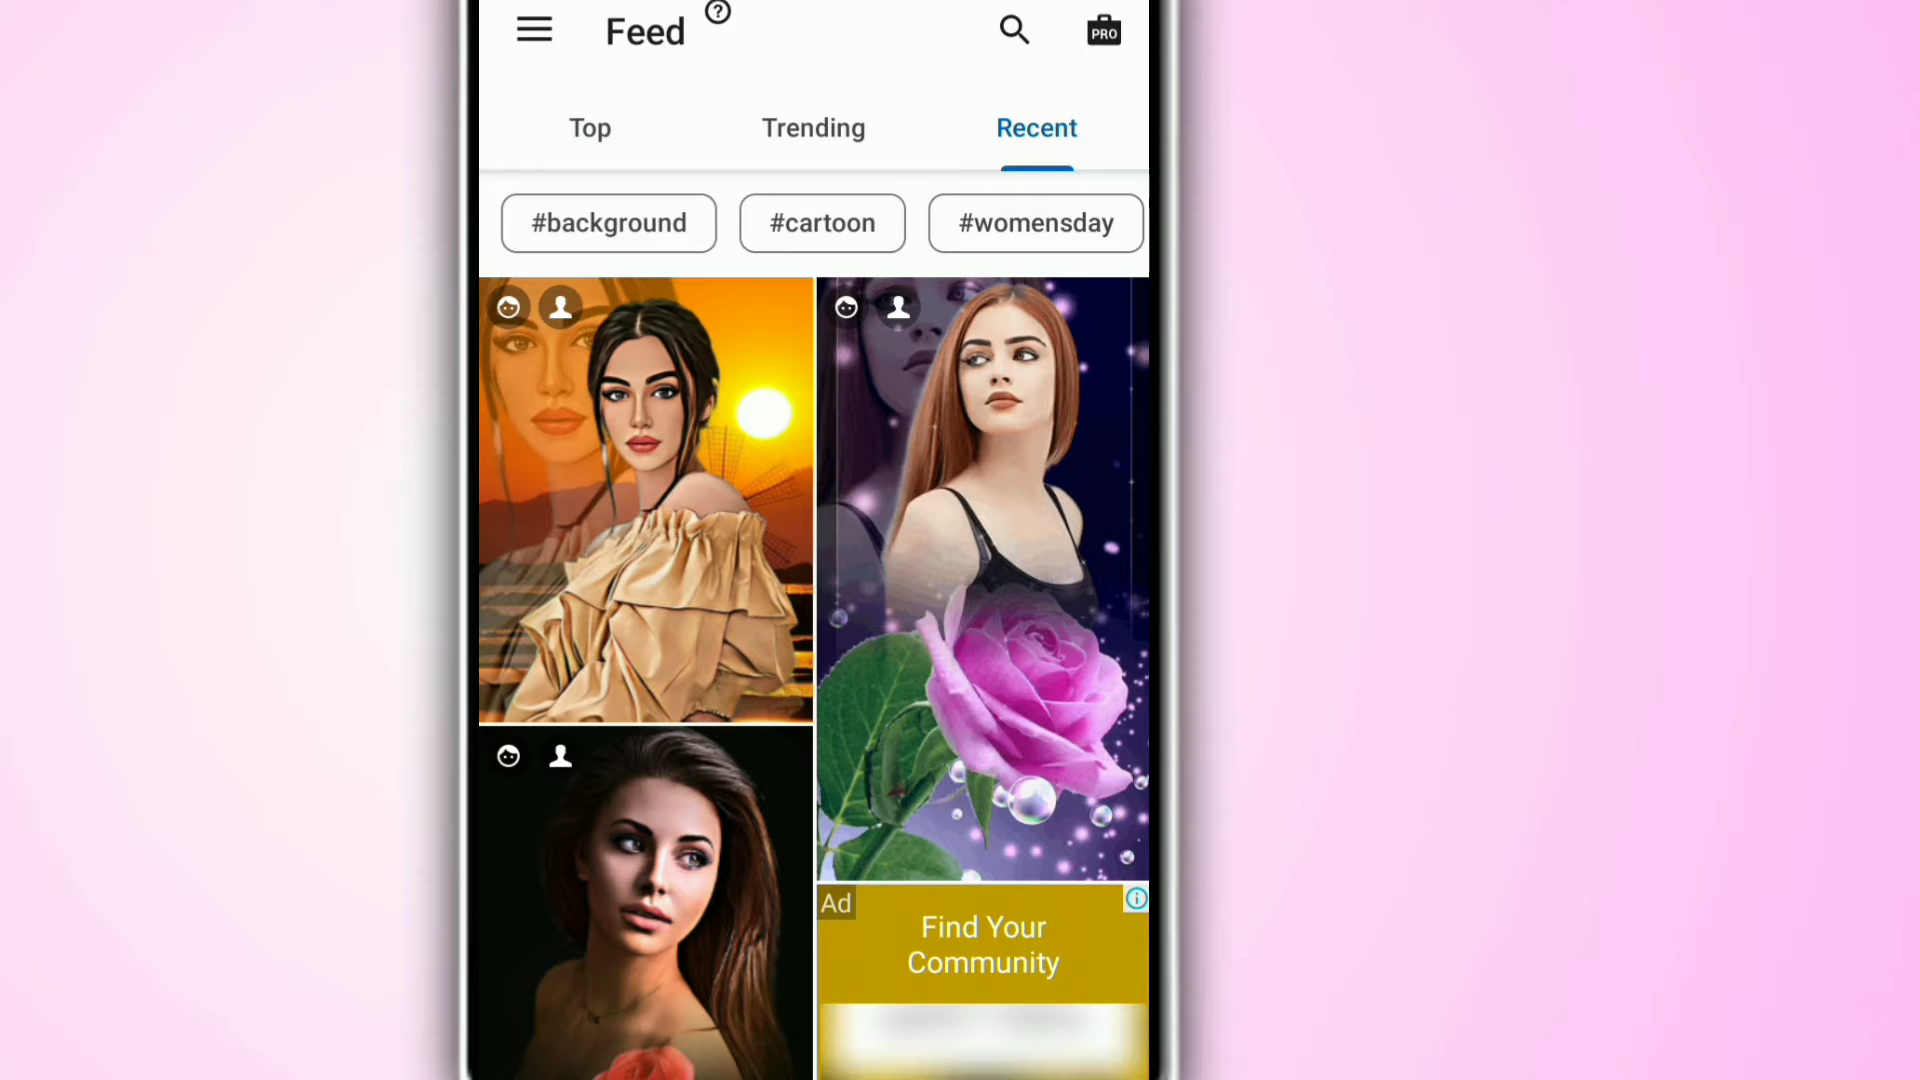 Feed
PRO
Top
Trending
Recent
#background
#cartoon
#womensday
Ad
Find Your
Community